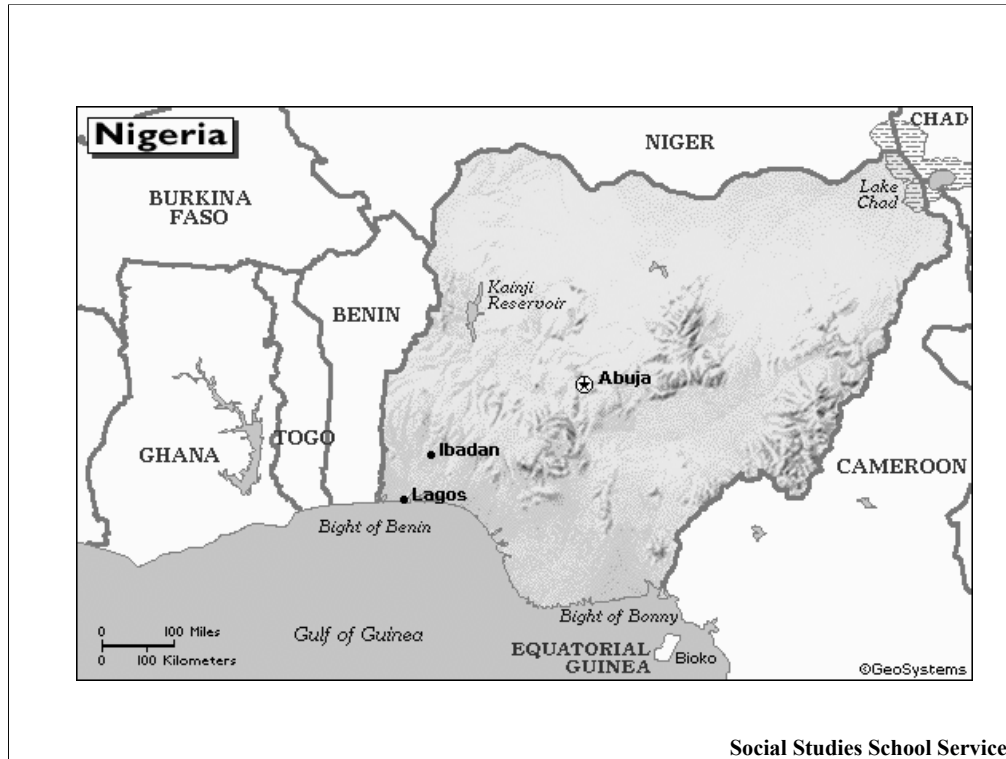 Nigeria
CHAD
NIGER
Lake
Chad
BURKINA
FASO
Kainji
Reservoir
BENIN
Abuja
TOGO
GHANA
Ibadan
CAMEROON
Lagos
Bight of Benin
Bight of Bonny
0 100 Miles
0 100 Kilometers
Gulf of Guinea
EQUATORIAL
GUINEA
Bioko
©GeoSystems
Social Studies School Service